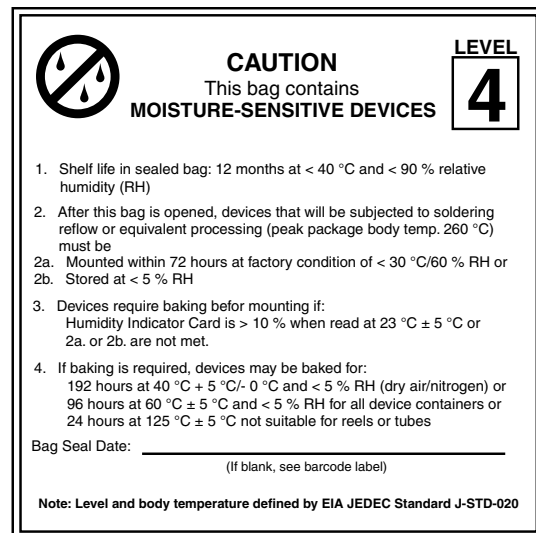 LEVEL
CAUTION
4
This bag contains
MOISTURE-SENSITIVE DEVICES
1. Shelf life in sealed bag: 12 months at < 40 °C and < 90 % relative
humidity (RH)
2. After this bag is opened, devices that will be subjected to soldering
reflow or equivalent processing (peak package body temp. 260 °C)
must be
2a. Mounted within 72 hours at factory condition of < 30 °C/60 % RH or
2b. Stored at < 5 % RH
3. Devices require baking befor mounting if:
Humidity Indicator Card is > 10 % when read at 23 °C ± 5 °C or
2a. or 2b. are not met.
4. If baking is required, devices may be baked for:
192 hours at 40 °C + 5 °C/- 0 °C and < 5 % RH (dry air/nitrogen) or
96 hours at 60 °C ± 5 °C and < 5 % RH for all device containers or
24 hours at 125 °C ± 5 °C not suitable for reels or tubes
Bag Seal Date:
(If blank, see barcode label)
Note: Level and body temperature defined by EIA JEDEC Standard J-STD-020